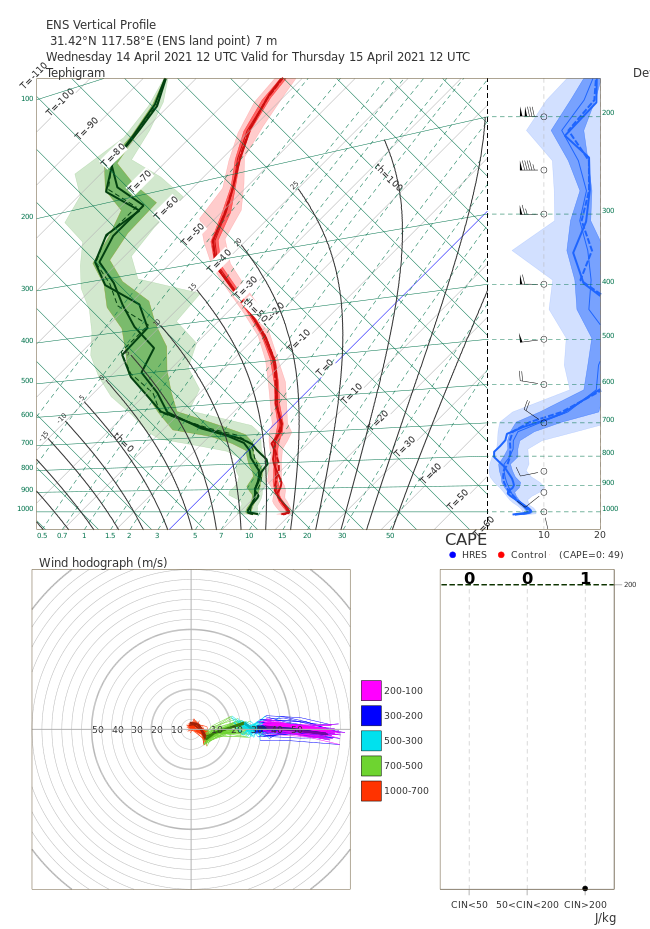 ENS Vertical Profile
31.42°N 117.58°E (ENS land point) 7 m
Wednesday 14 April 2021 12 UTC Valid for Thursday 15 April 2021 12 UTC
Tephigram
De
T=-110
T=-100
T=-90
T=-80
T=-70
T=-60
T=-50
T=-40
T=-30
T=-20
T=-10
T=0
T=10
T=20
T=30
T=40
T=50
T=60
th=100
th=0
100
200
300
400
500
600
700
800
900
1000
25
20
15
-5
-10
-15
200
300
400
500
600
700
800
900
1000
0.5 0.7 1 2 3 5 7 10 15 20 30 50
10 20
CAPE
HRES Control (CAPE=0: 49)
Wind hodograph (m/s)
50 40 30 20 10 10 20
200-100
300-200
500-300
700-500
1000-700
0 0 1
200
CIN<50 50<CIN<200 CIN>200
J/kg